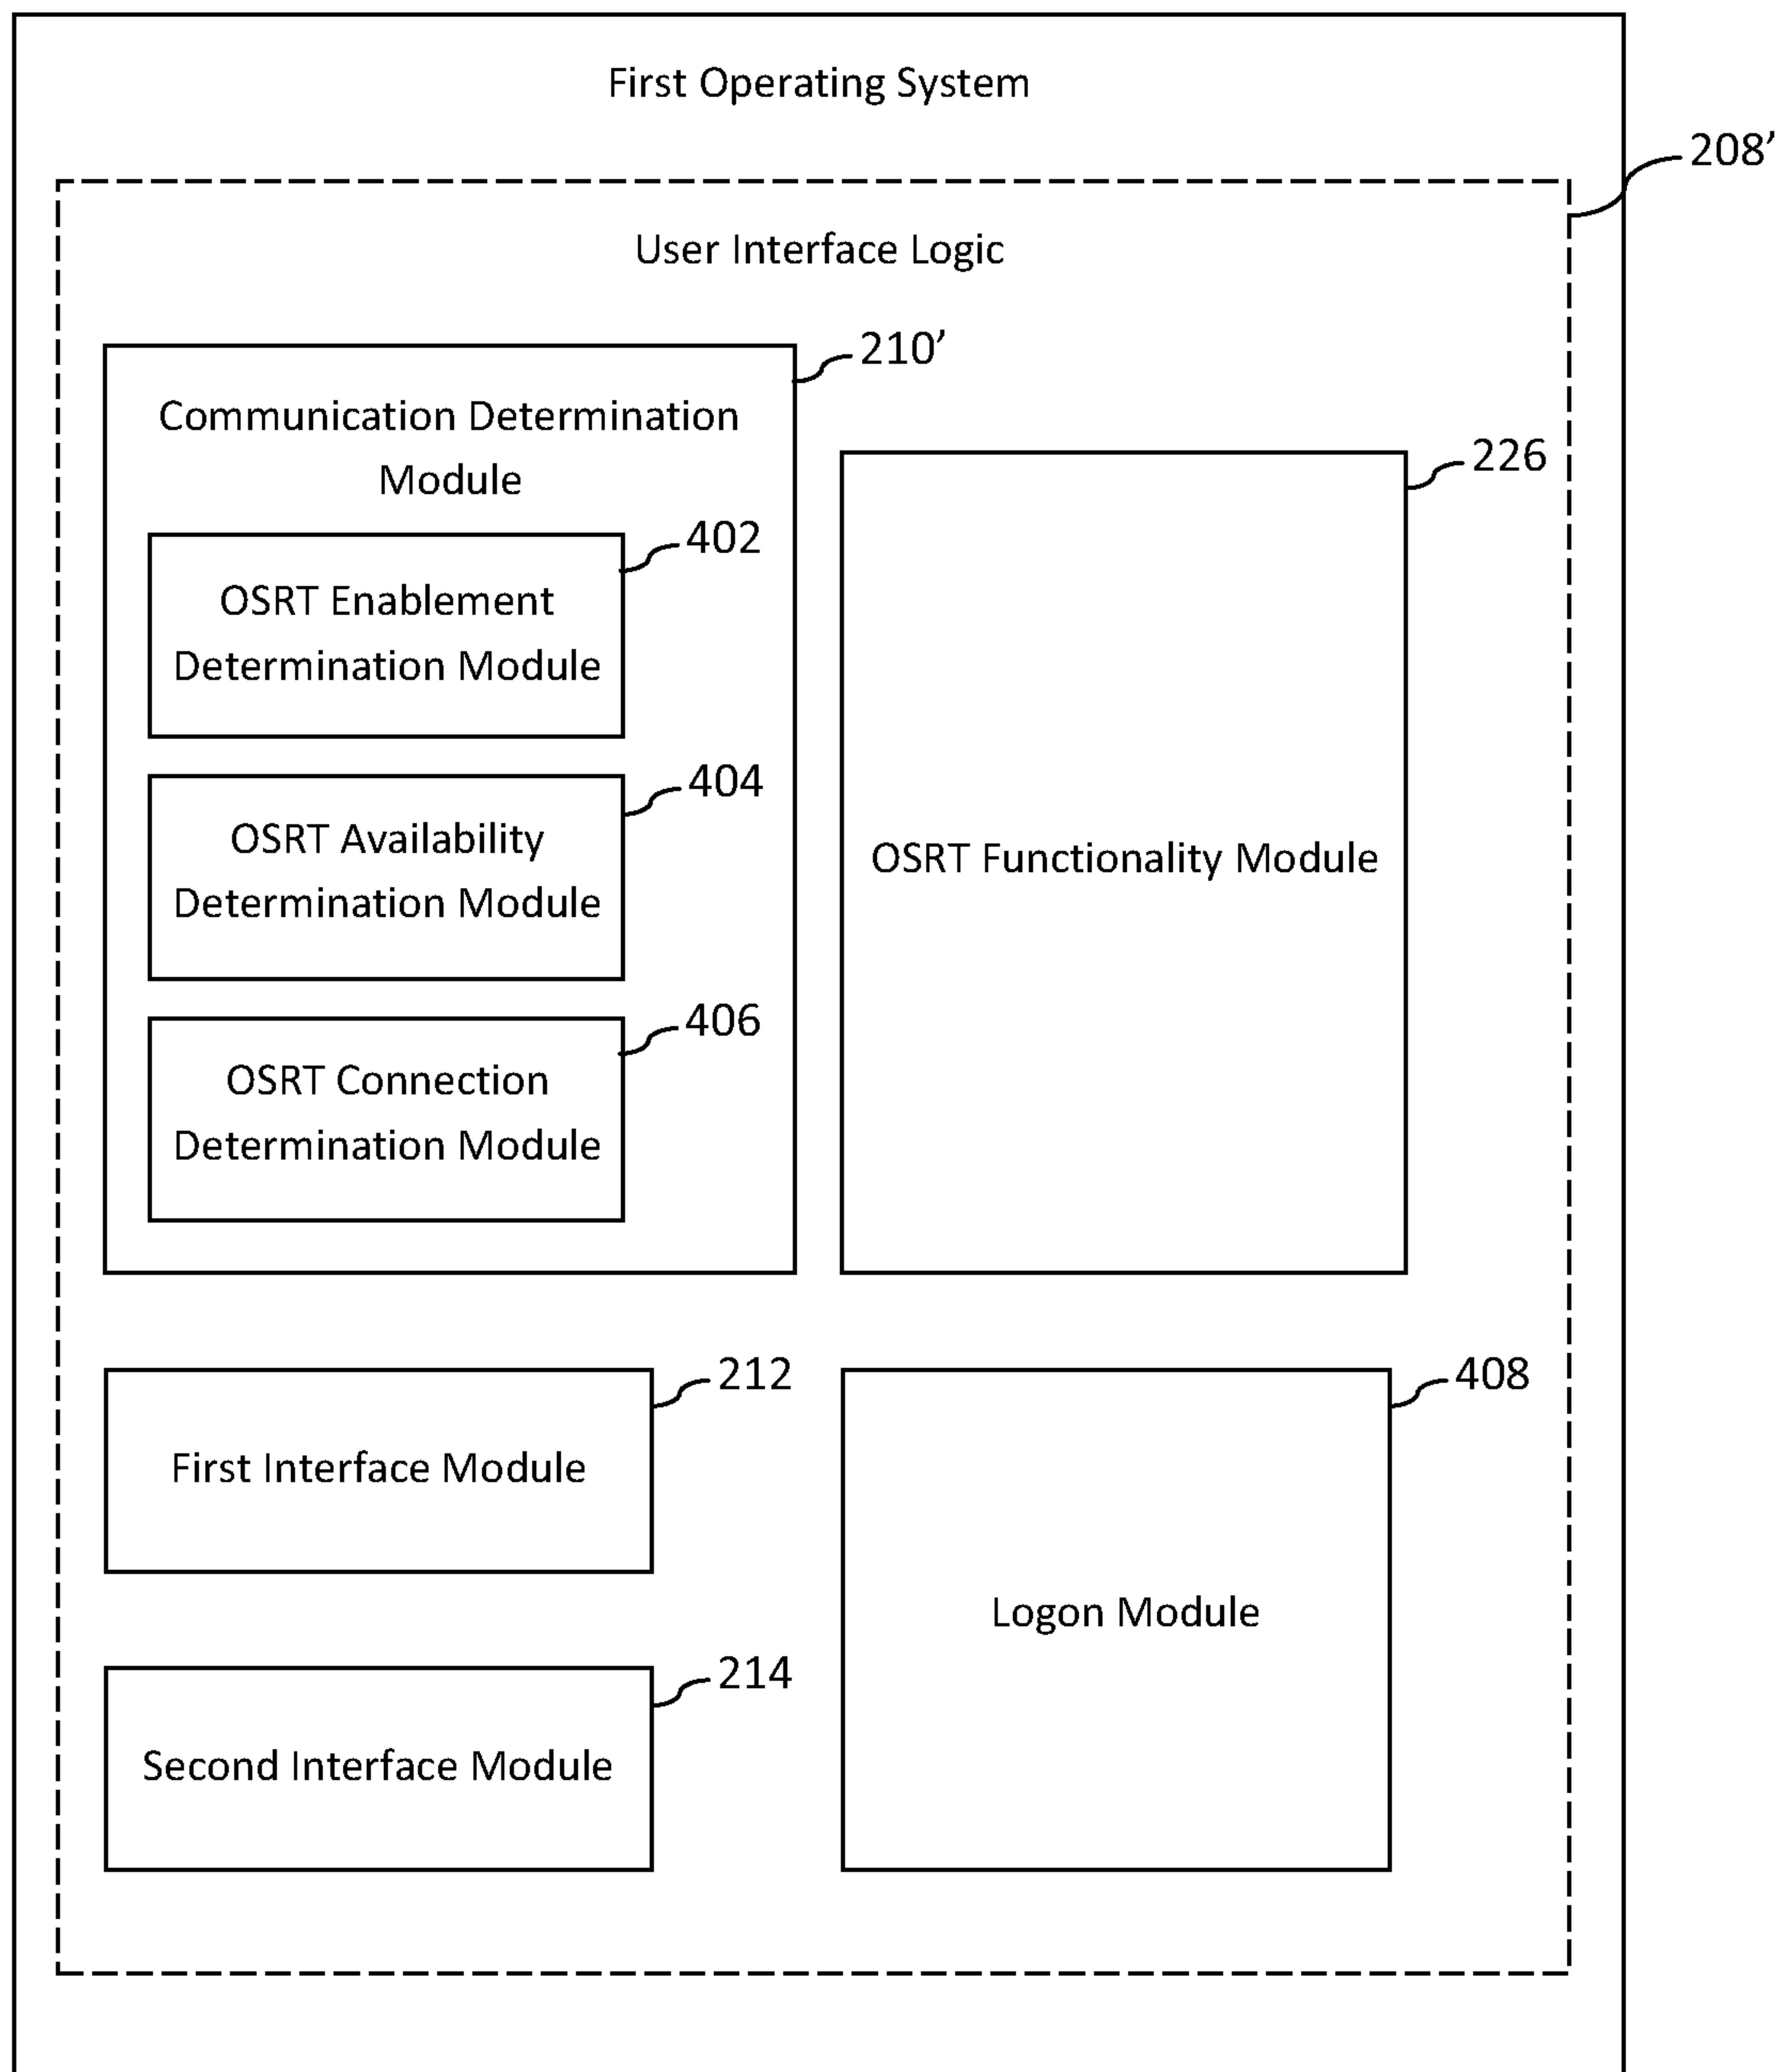 First Operating System
208’
User Interface Logic
210’
Communication Determination
Module
226
402
OSRT Enablement
Determination Module
404
OSRT Availability
Determination Module
OSRT Functionality Module
406
OSRT Connection
Determination Module
212
First Interface Module
408
Logon Module
214
Second Interface Module